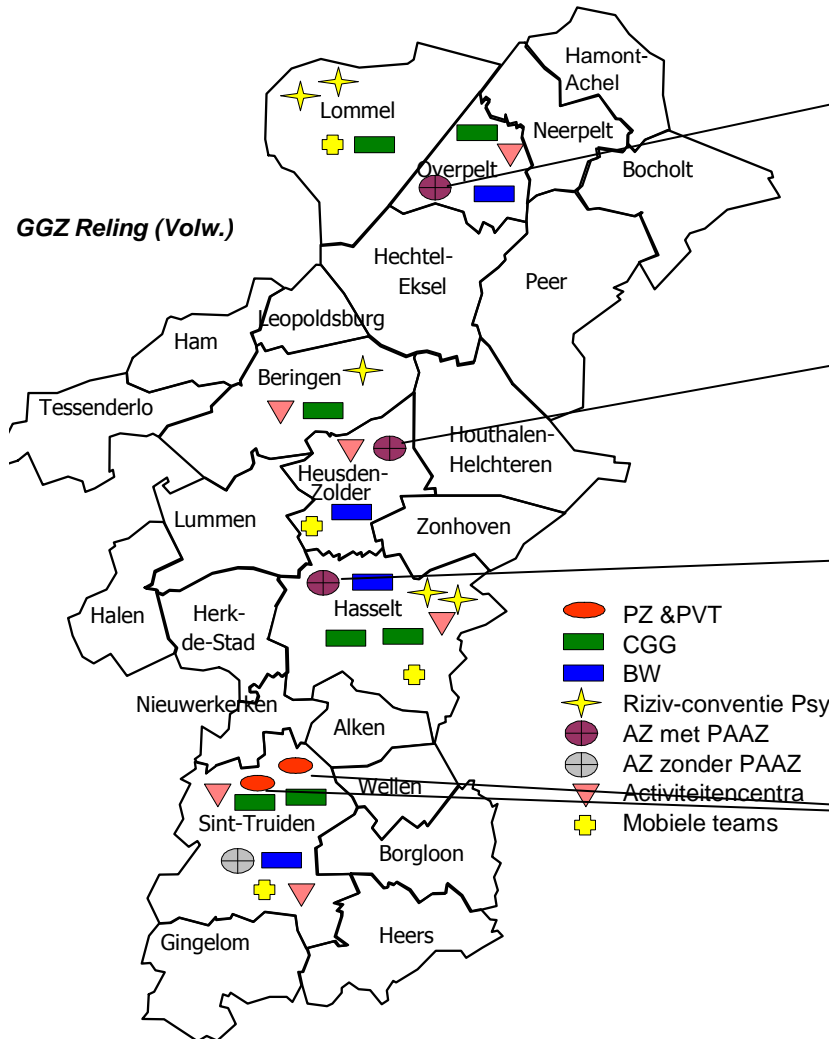 Hamont-
Achel
Lommel
Neerpelt
Overpelt
Bocholt
GGZ Reling (Volw.)
Hechtel-
Eksel
Peer
Leopoldsburg
Ham
Beringen
Tessenderlo
Houthalen-
Helchteren
Heusden-
Zolder
Lummen
Zonhoven
Halen
Herk-
de-Stad
Hasselt
Nieuwerkerken
Alken
Wellen
Sint-Truiden
Borgloon
Gingelom
Heers
PZ &PVT
CGG
BW
Riziv-conventie Psy
AZ met PAAZ
AZ zonder PAAZ
Activiteitencentra
Mobiele teams